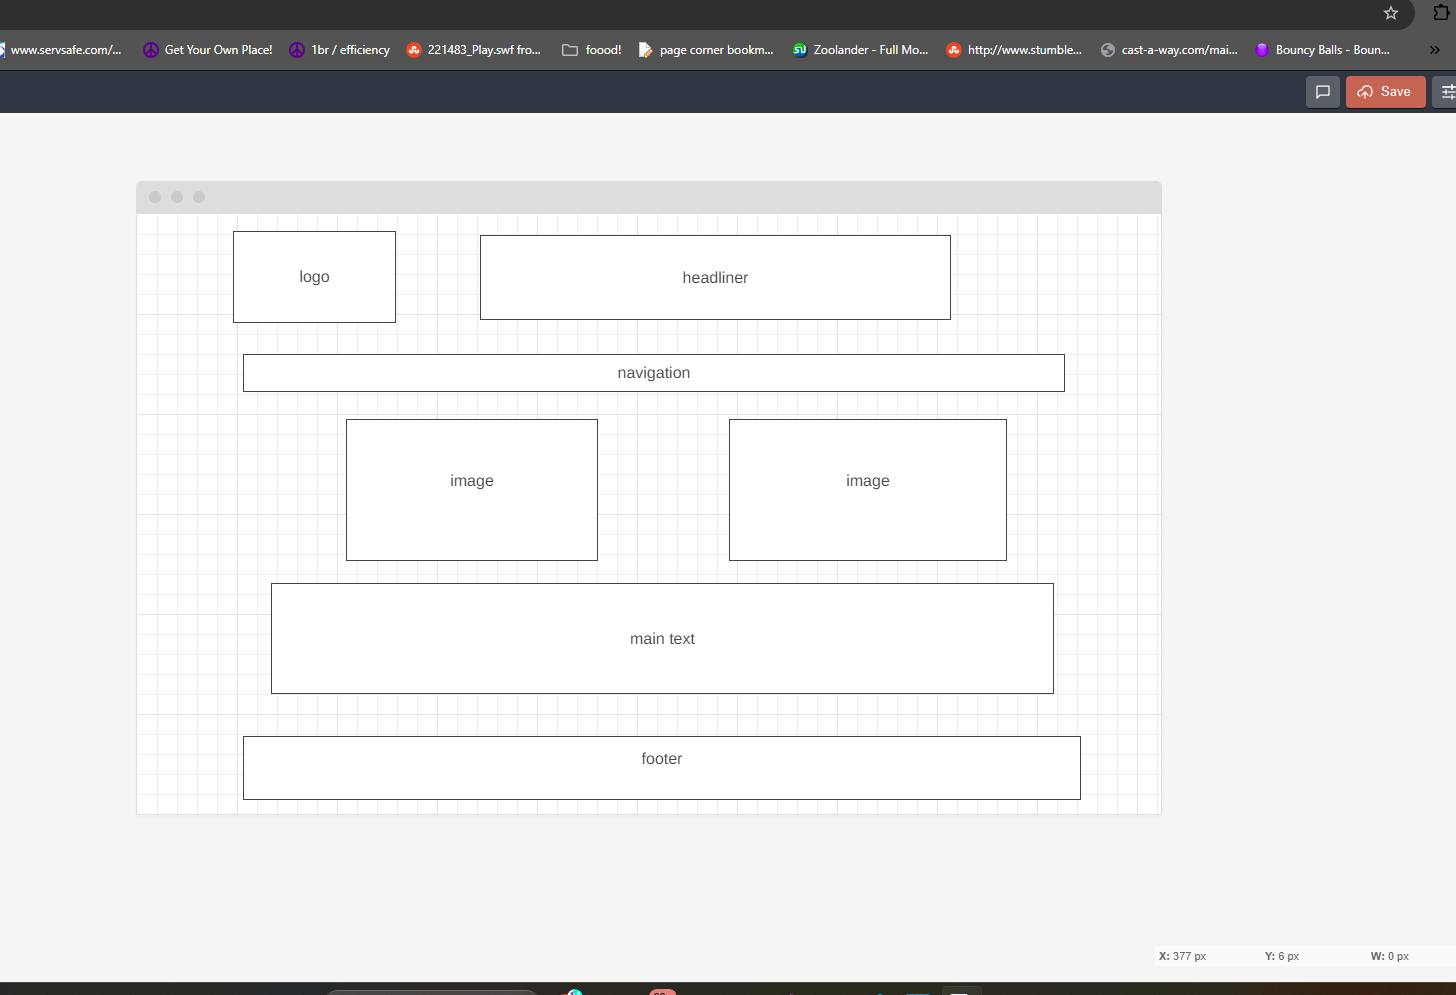 www.servsafe.com/... Get Your Own Place! 1br / efficiency 221483_Play.swf fro... foood! page corner bookm... Zoolander - Full Mo... http://www.stumble... cast-a-way.com/mai... Bouncy Balls - Boun... »
Save
logo
headliner
navigation
image image
main text
footer
X: 377 px Y: 6 px W: 0 px